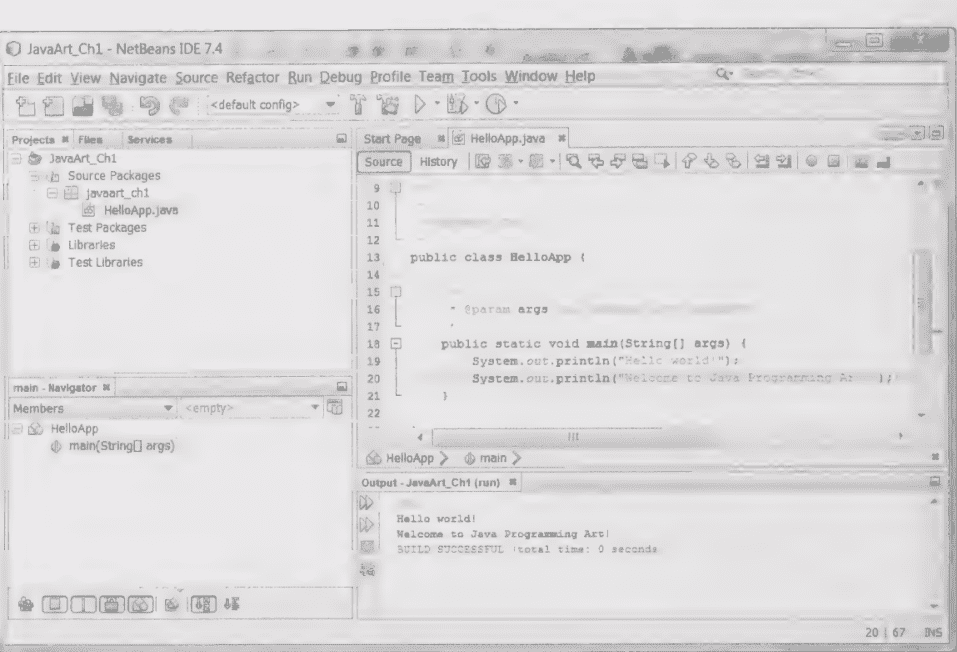 JavaArt_Ch1 - NetBeans IDE 7.4
File Edit View Navigate Source Refactor Run Debug Profile Team Tools Window Help
<default config>
Projects Files Services
JavaArt_Ch1
Source Packages
javaart_ch1
HelloApp.java
Test Packages
Libraries
Test Libraries
main - Navigator
Members <empty>
HelloApp
main(String[] args)
Start Page HelloApp.java
Source History
9
10
11
12
13 public class HelloApp {
14
15
16 * @param args
17
18 public static void main(String[] args) {
19 System.out.println("Hello world!");
20 System.out.println("Welcome to Java Programming );
21 }
22
HelloApp main
Output - JavaArt_Ch1 (run)
Hello world!
Welcome to Java Programming Art!
BUILD SUCCESSFUL (total time: 0 seconds
20 | 67 INS